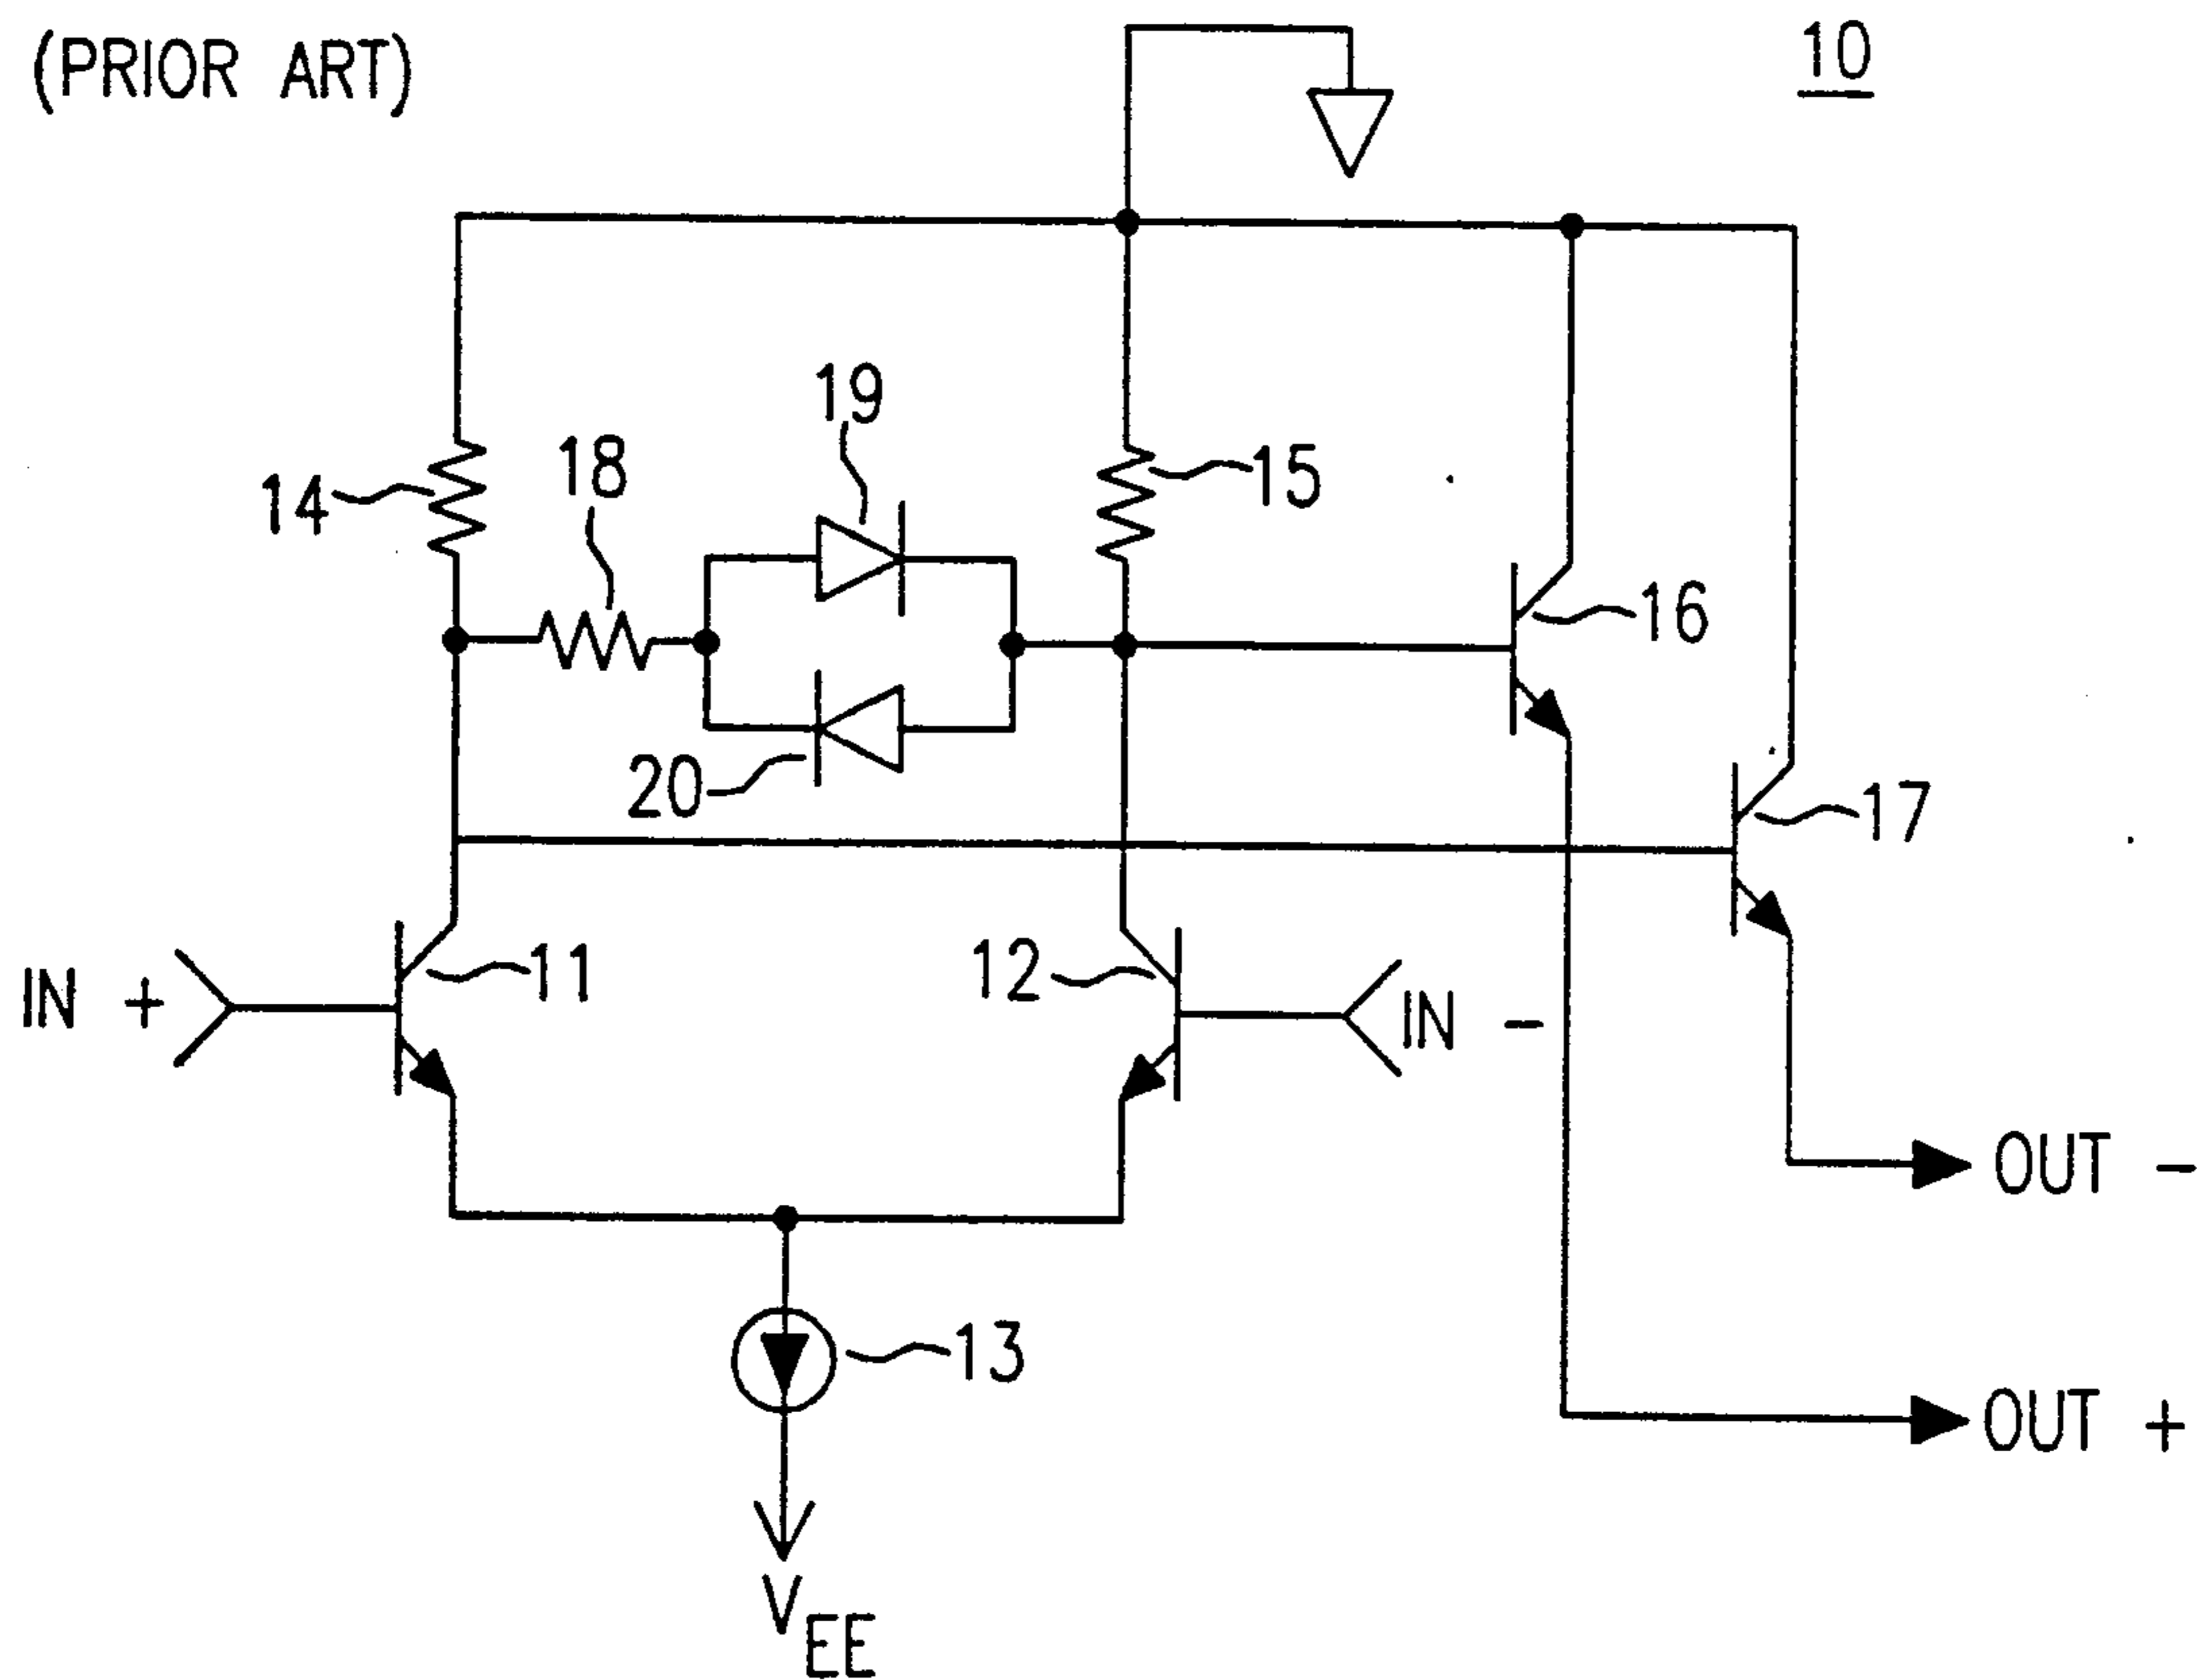 (PRIOR ART)
10
19
18
14
15
16
20
17
11
12
IN +
IN -
OUT -
13
OUT +
VEE